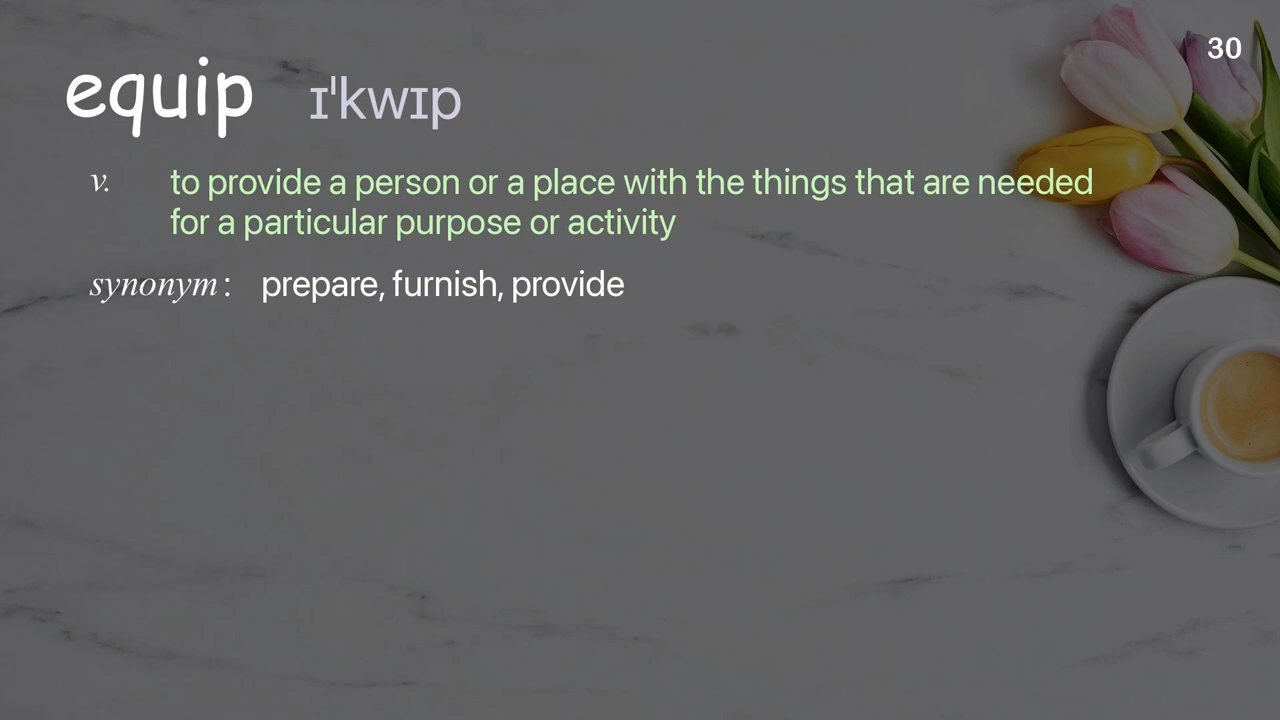 30
equip ɪˈkwɪp
v. to provide a person or a place with the things that are needed
for a particular purpose or activity
synonym: prepare, furnish, provide